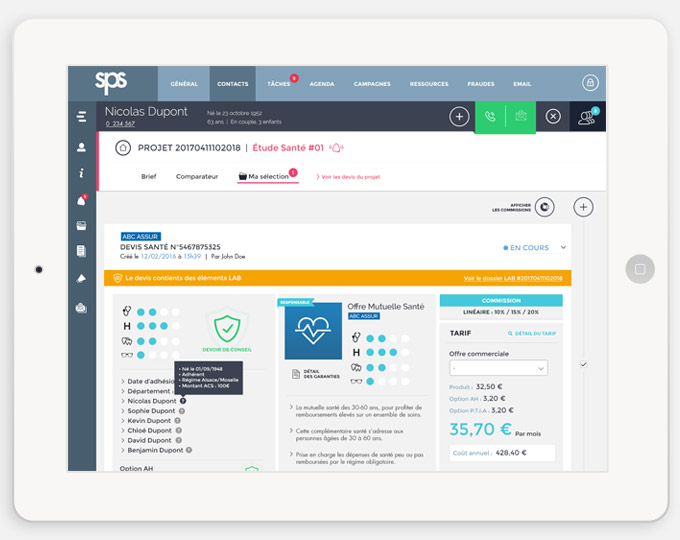 sps
GÉNÉRAL
CONTACTS
TÂCHES
AGENDA
CAMPAGNES
RESSOURCES
FRAUDES
EMAIL
Nicolas Dupont
0 234 567
Né le 23 octobre 1952
63 ans | En couple, 3 enfants
PROJET 20170411102018 | Étude Santé #01
Brief
Comparateur
Ma sélection
1
> Voir les devis du projet
AFFICHER
LES COMMISSIONS
ABC ASSUR
DEVIS SANTÉ N°5467875325
Créé le 12/02/2016 à 15h39 | Par John Doe
EN COURS
Le devis contients des éléments LAB
Voir le dossier LAB #20170411102018
H
DEVOIR DE CONSEIL
• Né le 01/09/1948
• Adhérent
• Régime Alsace/Moselle
• Montant ACS : 100€
> Date d'adhésio
> Département
> Nicolas Dupont ?
> Sophie Dupont ?
> Kevin Dupont ?
> Chloé Dupont ?
> David Dupont ?
> Benjamin Dupont ?
Option AH
RESPONSABLE
Offre Mutuelle Santé
ABC ASSUR
H
DÉTAIL
DES GARANTIES
> La mutuelle santé des 30-60 ans, pour profiter de
remboursements élevés sur un ensemble de soins.
> Cette complémentaire santé s'adresse aux
personnes âgées de 30 à 60 ans.
> Prise en charge les dépenses de santé peu ou pas
remboursées par le régime obligatoire.
COMMISSION
LINÉAIRE : 10% / 15% / 20%
TARIF
DÉTAIL DU TARIF
Offre commerciale
-
Produit : 32,50 €
Option AH : 3,20 €
Option P.T.I.A : 3,20 €
35,70 € Par mois
Coût annuel : 428,40 €